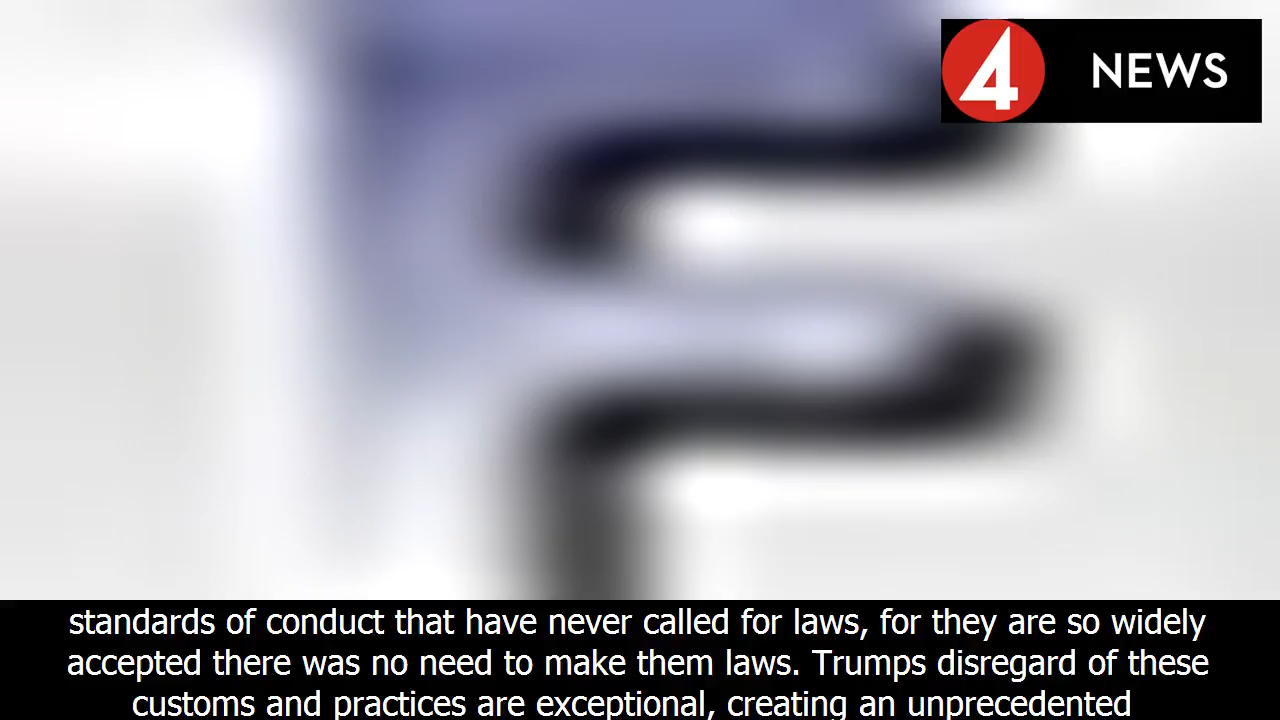 4 NEWS
standards of conduct that have never called for laws, for they are so widely
accepted there was no need to make them laws. Trumps disregard of these
customs and practices are exceptional, creating an unprecedented